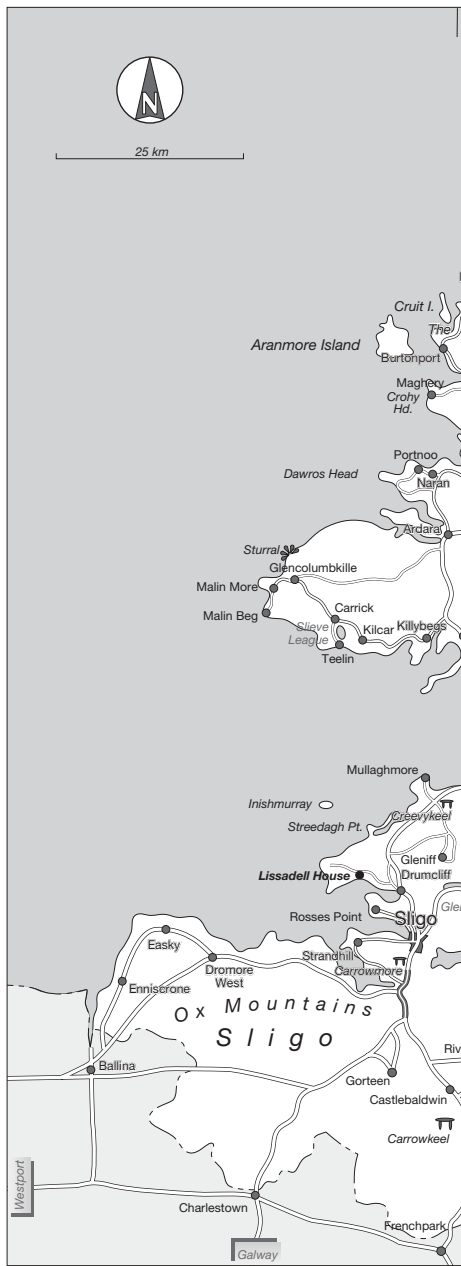 N
25 km
Cruit I.
The
Aranmore Island
Burtonport
Maghery
Crohy
Hd.
Portnoo
Dawros Head
Naran
Ardara
Sturral
Glencolumbkille
Malin More
Malin Beg
Carrick
Slieve
League
Kilcar
Killybegs
Teelin
Mullaghmore
Inishmurray
Creevykeel
Streedagh Pt.
Gleniff
Lissadell House
Drumcliff
Glen
Rosses Point
Sligo
Easky
Strandhill
Dromore
West
Carrowmore
Enniscrone
Ox Mountains
Sligo
Riv
Ballina
Gorteen
Castlebaldwin
Carrowkeel
Westport
Charlestown
Frenchpark
Galway